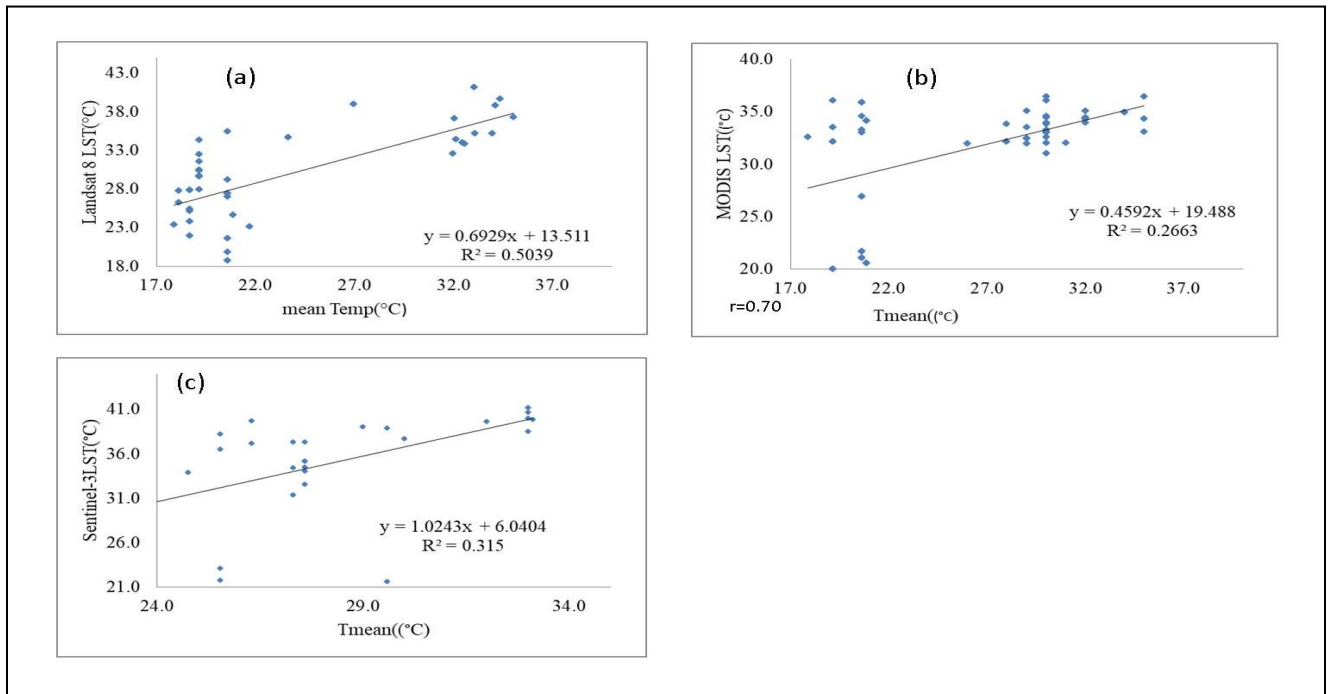 (a)
Landsat 8 LST(°C)
43.0
38.0
33.0
28.0
23.0
18.0
y = 0.6929x + 13.511
R² = 0.5039
17.0 22.0 27.0 32.0 37.0
mean Temp(°C)
(b)
MODIS LST((°C)
40.0
35.0
30.0
25.0
20.0
y = 0.4592x + 19.488
R² = 0.2663
17.0 22.0 27.0 32.0 37.0
r=0.70
Tmean((°C)
(c)
Sentinel-3LST(°C)
41.0
36.0
31.0
26.0
21.0
y = 1.0243x + 6.0404
R² = 0.315
24.0 29.0 34.0
Tmean((°C)